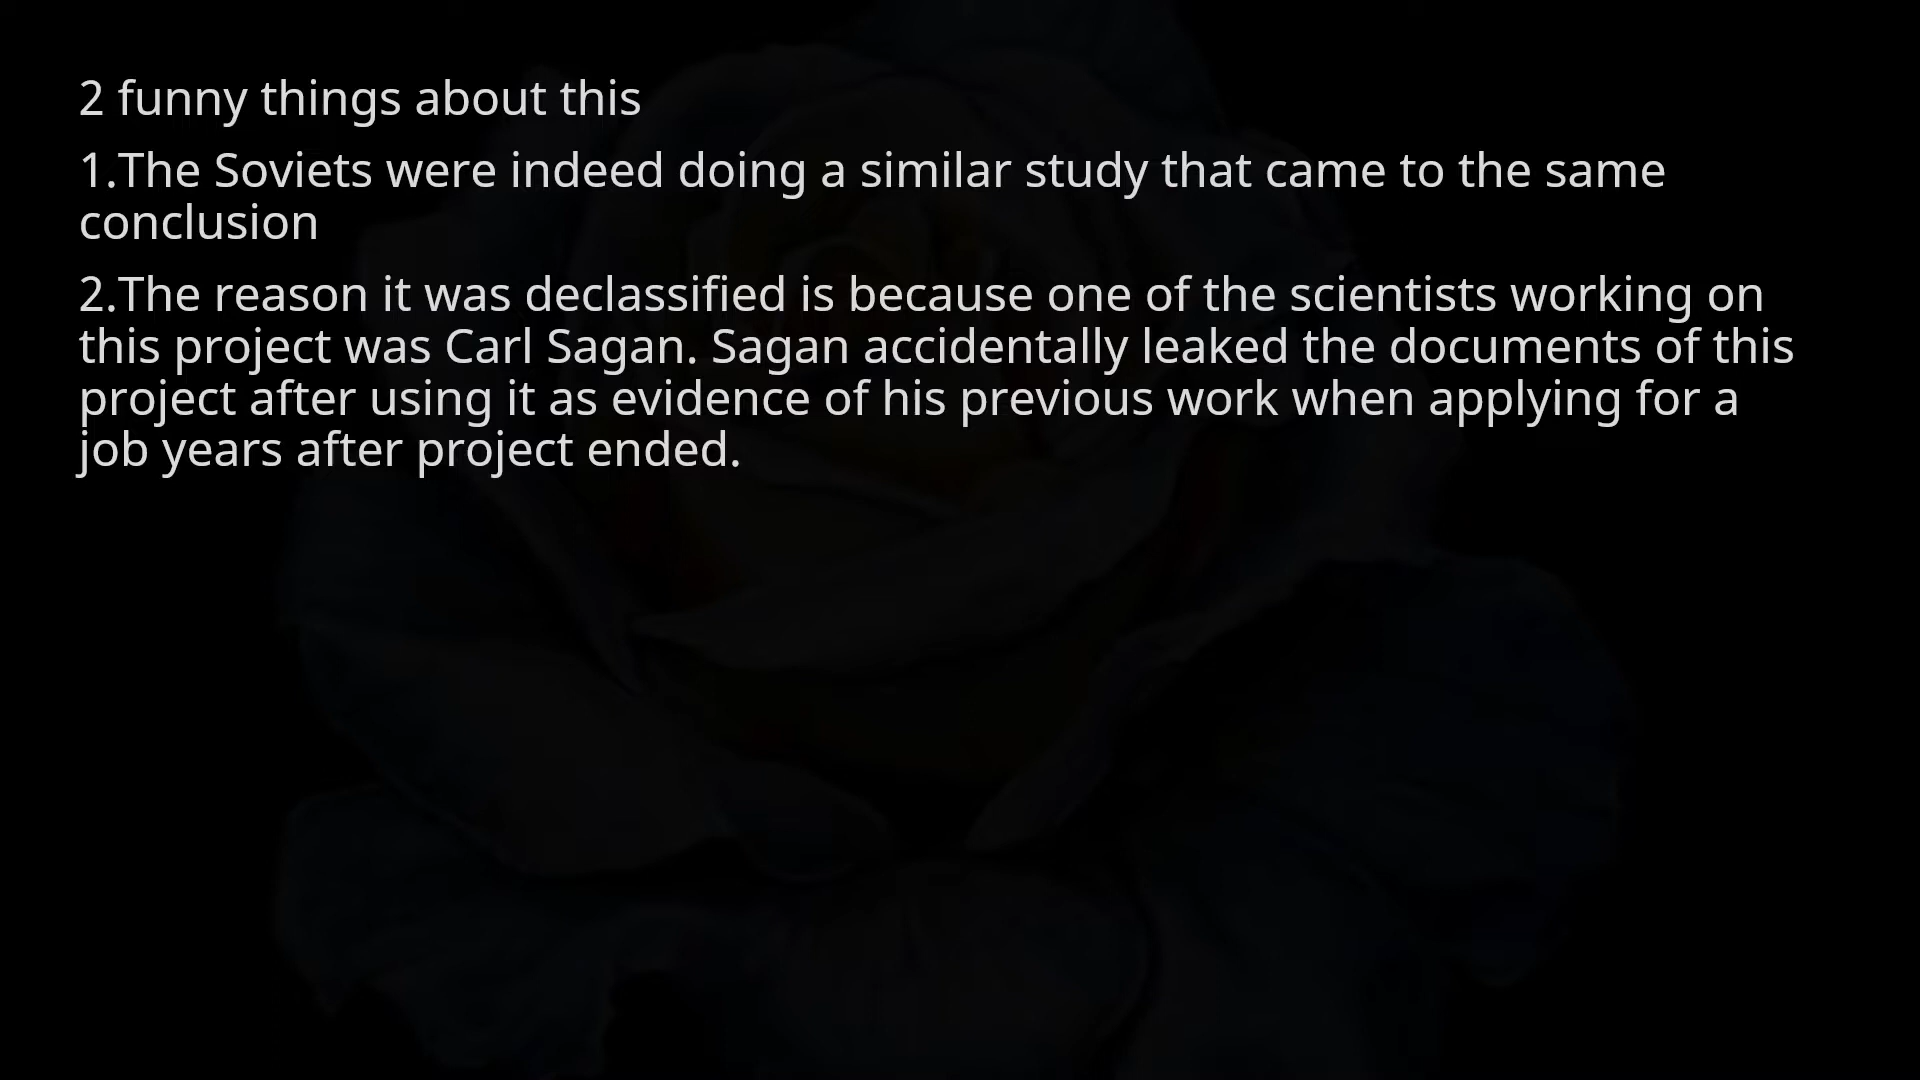 2 funny things about this
1.The Soviets were indeed doing a similar study that came to the same
conclusion
2.The reason it was declassified is because one of the scientists working on
this project was Carl Sagan. Sagan accidentally leaked the documents of this
project after using it as evidence of his previous work when applying for a
job years after project ended.